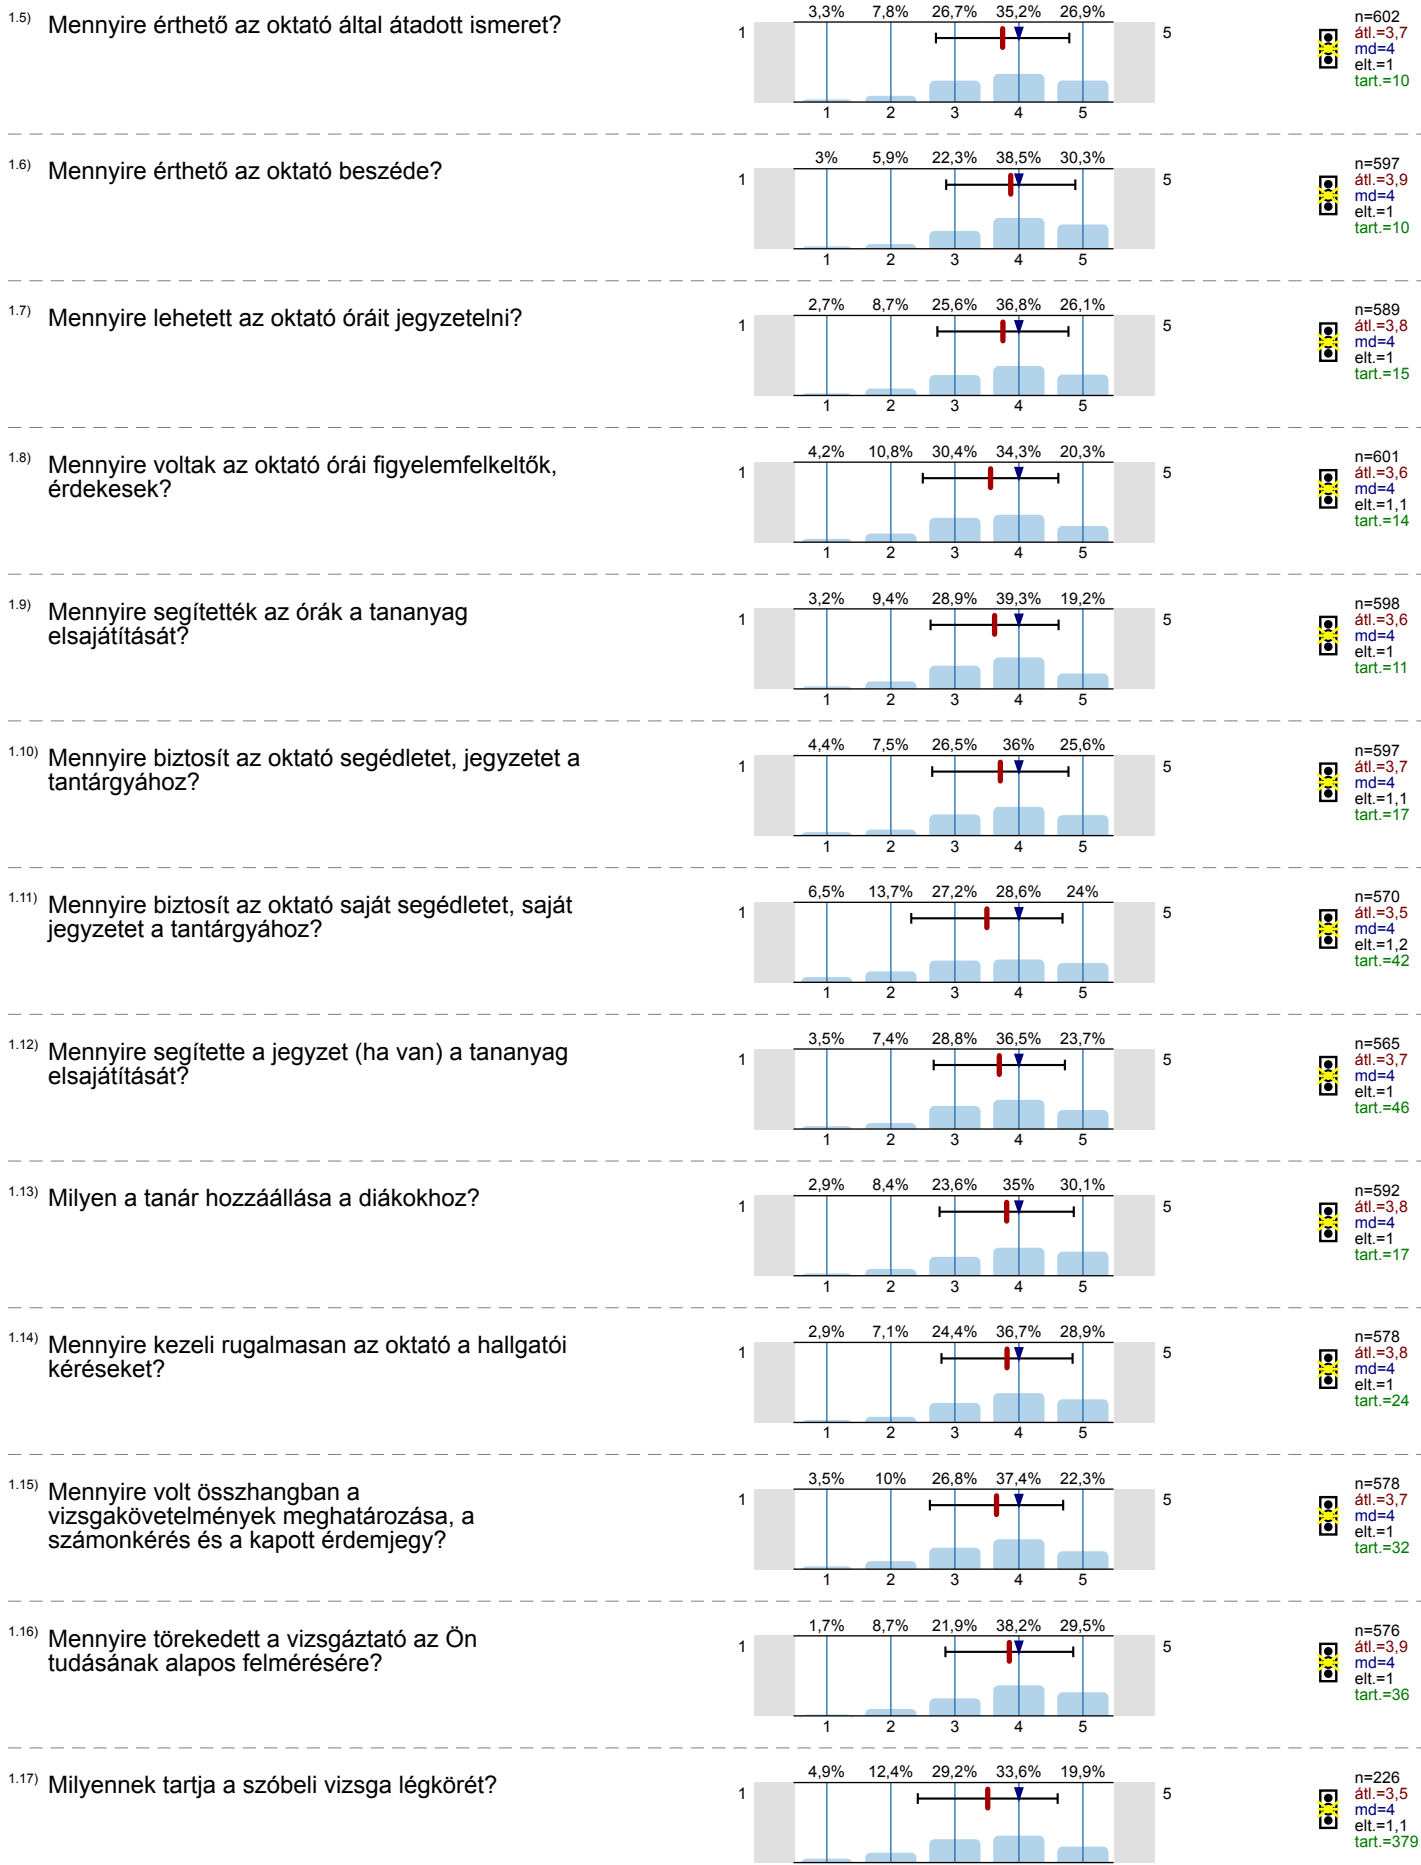 1.5) Mennyire érthető az oktató által átadott ismeret?
3,3% 7,8% 26,7% 35,2% 26,9%
1 5
1 2 3 4 5
n=602
átl.=3,7
md=4
elt.=1
tart.=10
1.6) Mennyire érthető az oktató beszéde?
3% 5,9% 22,3% 38,5% 30,3%
1 5
1 2 3 4 5
n=597
átl.=3,9
md=4
elt.=1
tart.=10
1.7) Mennyire lehetett az oktató óráit jegyzetelni?
2,7% 8,7% 25,6% 36,8% 26,1%
1 5
1 2 3 4 5
n=589
átl.=3,8
md=4
elt.=1
tart.=15
1.8) Mennyire voltak az oktató órái figyelemfelkeltők,
érdekesek?
4,2% 10,8% 30,4% 34,3% 20,3%
1 5
1 2 3 4 5
n=601
átl.=3,6
md=4
elt.=1,1
tart.=14
1.9) Mennyire segítették az órák a tananyag
elsajátítását?
3,2% 9,4% 28,9% 39,3% 19,2%
1 5
1 2 3 4 5
n=598
átl.=3,6
md=4
elt.=1
tart.=11
1.10) Mennyire biztosít az oktató segédletet, jegyzetet a
tantárgyához?
4,4% 7,5% 26,5% 36% 25,6%
1 5
1 2 3 4 5
n=597
átl.=3,7
md=4
elt.=1,1
tart.=17
1.11) Mennyire biztosít az oktató saját segédletet, saját
jegyzetet a tantárgyához?
6,5% 13,7% 27,2% 28,6% 24%
1 5
1 2 3 4 5
n=570
átl.=3,5
md=4
elt.=1,2
tart.=42
1.12) Mennyire segítette a jegyzet (ha van) a tananyag
elsajátítását?
3,5% 7,4% 28,8% 36,5% 23,7%
1 5
1 2 3 4 5
n=565
átl.=3,7
md=4
elt.=1
tart.=46
1.13) Milyen a tanár hozzáállása a diákokhoz?
2,9% 8,4% 23,6% 35% 30,1%
1 5
1 2 3 4 5
n=592
átl.=3,8
md=4
elt.=1
tart.=17
1.14) Mennyire kezeli rugalmasan az oktató a hallgatói
kéréseket?
2,9% 7,1% 24,4% 36,7% 28,9%
1 5
1 2 3 4 5
n=578
átl.=3,8
md=4
elt.=1
tart.=24
1.15) Mennyire volt összhangban a
vizsgakövetelmények meghatározása, a
számonkérés és a kapott érdemjegy?
3,5% 10% 26,8% 37,4% 22,3%
1 5
1 2 3 4 5
n=578
átl.=3,7
md=4
elt.=1
tart.=32
1.16) Mennyire törekedett a vizsgáztató az Ön
tudásának alapos felmérésére?
1,7% 8,7% 21,9% 38,2% 29,5%
1 5
1 2 3 4 5
n=576
átl.=3,9
md=4
elt.=1
tart.=36
1.17) Milyennek tartja a szóbeli vizsga légkörét?
4,9% 12,4% 29,2% 33,6% 19,9%
1 5
n=226
átl.=3,5
md=4
elt.=1,1
tart.=379